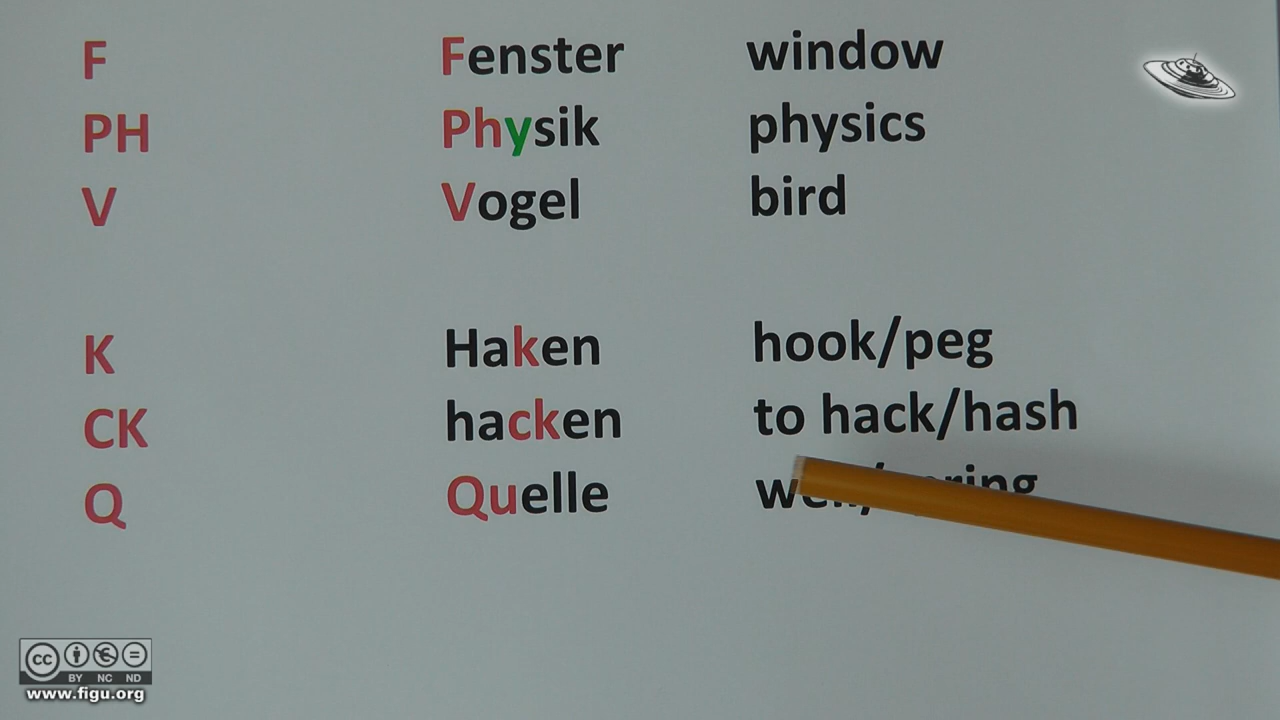 F Fenster window
PH Physik physics
V Vogel bird
K Haken hook/peg
CK hacken to hack/hash
Q Quelle
cc BY NC ND
www.figu.org